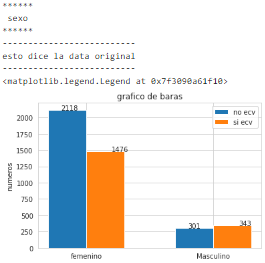 ******
sexo
******
--------------------------
esto dice la data original
--------------------------
<matplotlib.legend.Legend at 0x7f3090a61f10>
grafico de baras
no ecv
si ecv
2118
1476
301
343
numeros
2000
1750
1500
1250
1000
750
500
250
0
femenino
Masculino